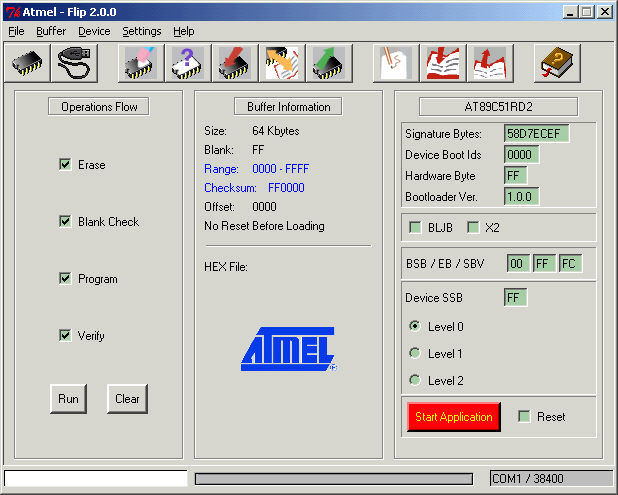 Atmel - Flip 2.0.0
File Buffer Device Settings Help
Operations Flow
Erase
Blank Check
Program
Verify
Run Clear
Buffer Information
Size: 64 Kbytes
Blank: FF
Range: 0000 - FFFF
Checksum: FF0000
Offset: 0000
No Reset Before Loading
HEX File:
ATMEL
AT89C51RD2
Signature Bytes: 58D7ECEF
Device Boot Ids 0000
Hardware Byte FF
Bootloader Ver. 1.0.0
BLJB X2
BSB / EB / SBV 00 FF FC
Device SSB FF
Level 0
Level 1
Level 2
Start Application Reset
COM1 / 38400